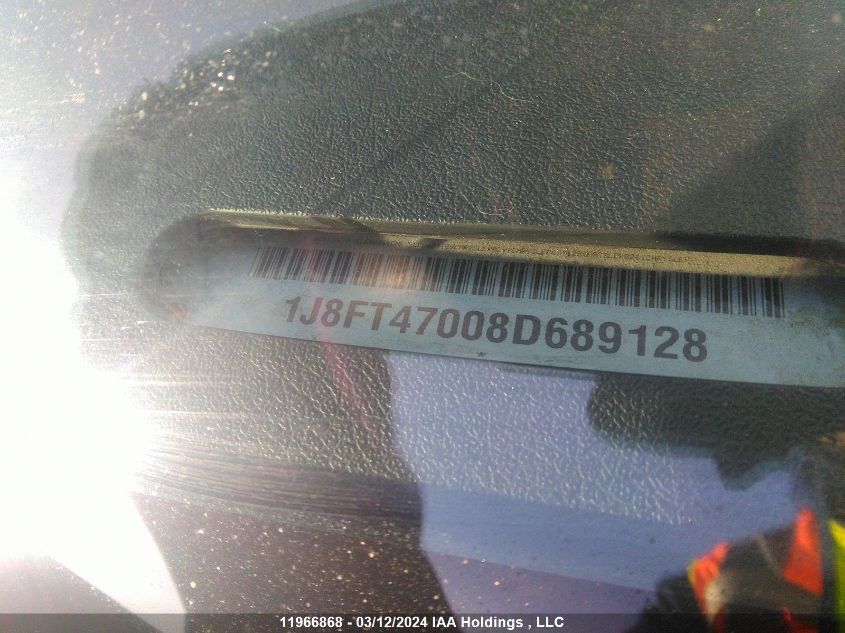 1J8FT47008D689128
*
11966868 - 03/12/2024 IAA Holdings , LLC